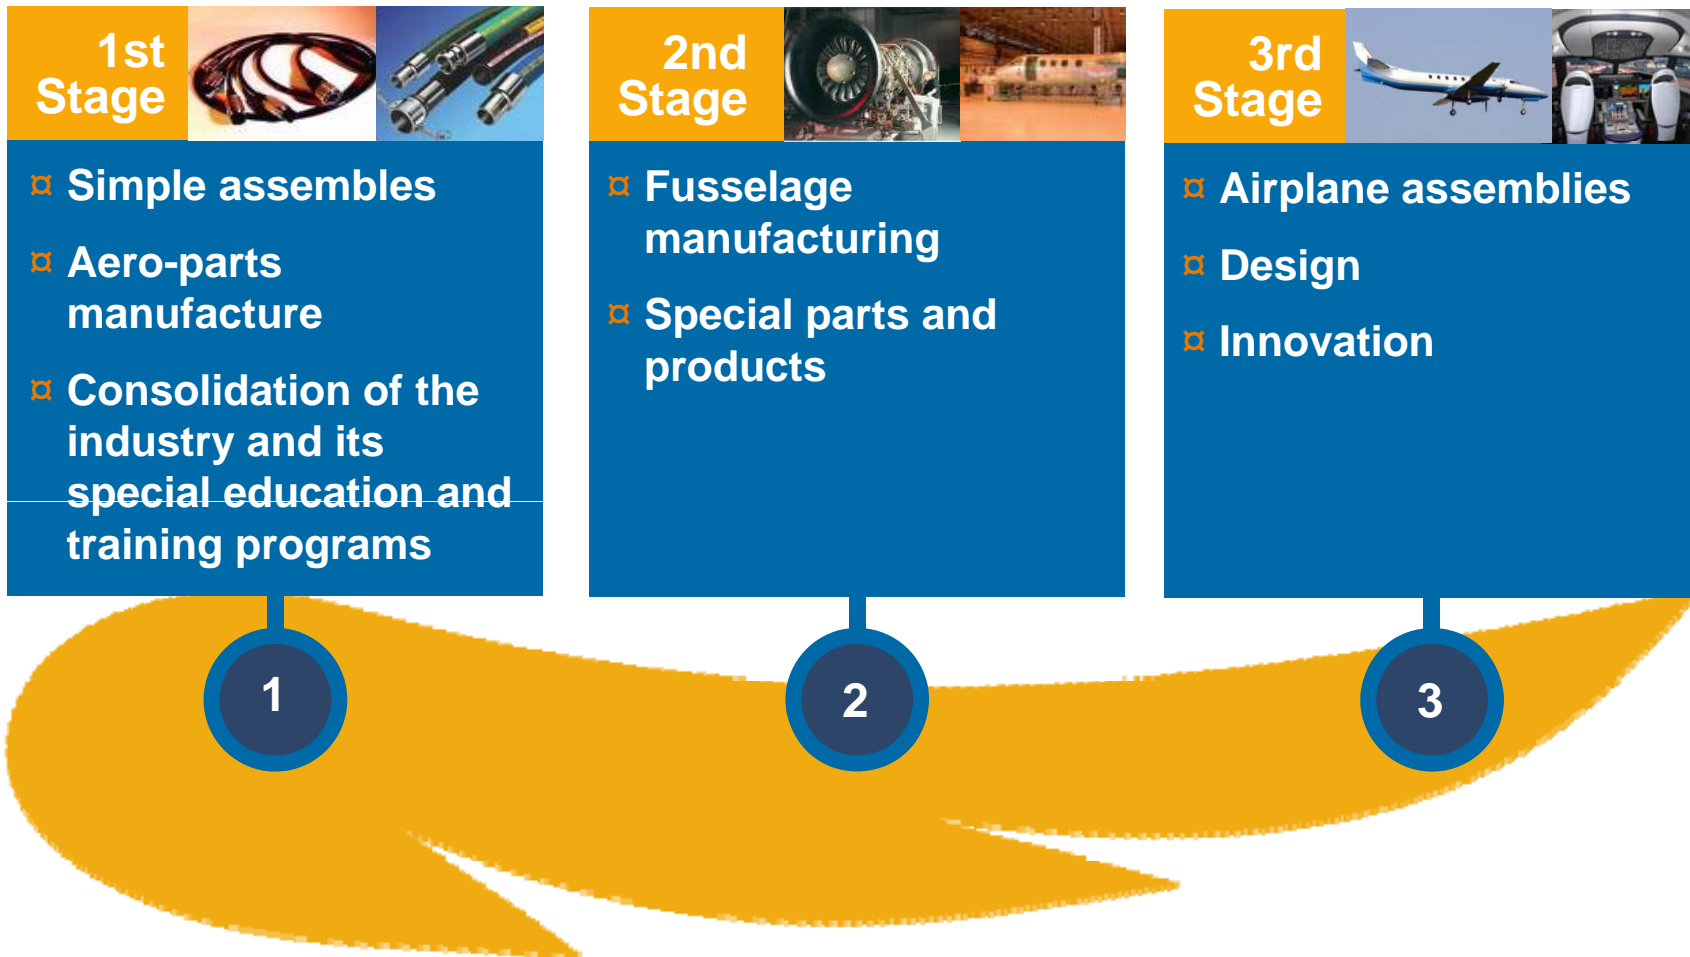 1st
Stage
¤ Simple assembles
¤ Aero-parts
manufacture
¤ Consolidation of the
industry and its
special education and
training programs
1
2nd
Stage
¤ Fusselage
manufacturing
¤ Special parts and
products
2
3rd
Stage
¤ Airplane assemblies
¤ Design
¤ Innovation
3